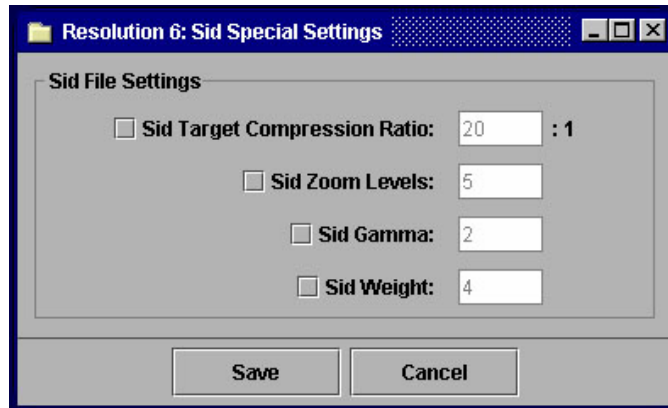 Resolution 6: Sid Special Settings
Sid File Settings
Sid Target Compression Ratio: 20 : 1
Sid Zoom Levels: 5
Sid Gamma: 2
Sid Weight: 4
Save Cancel